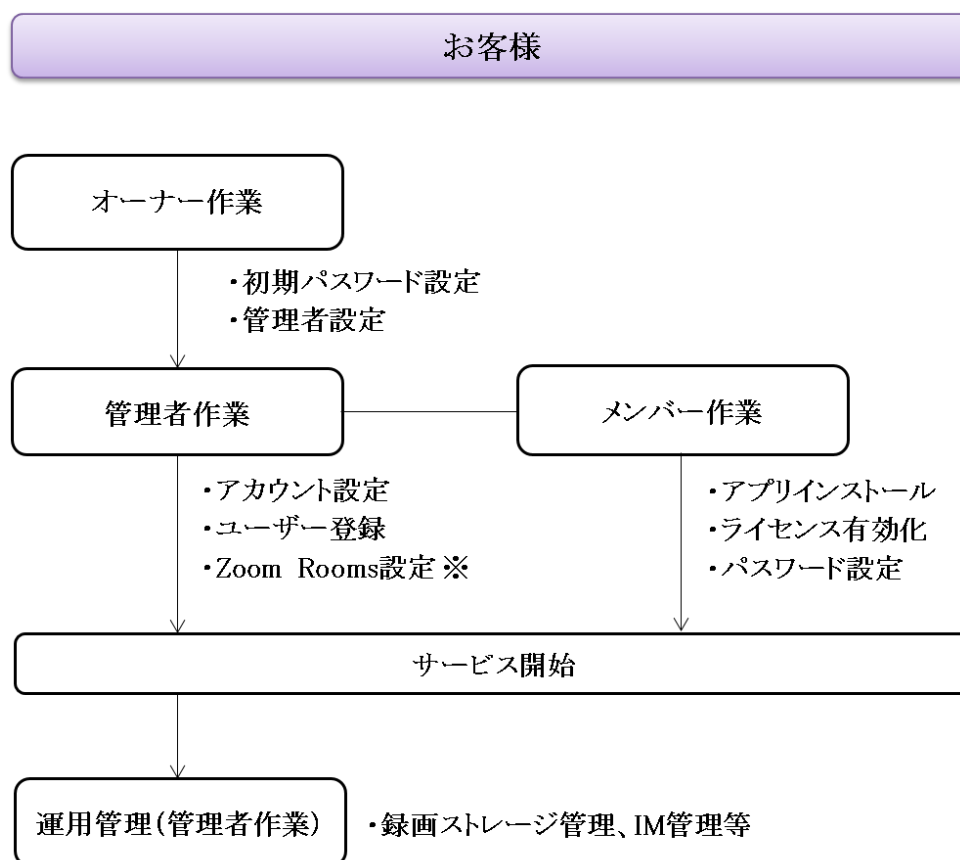 お客様
オーナー作業
・初期パスワード設定
・管理者設定
管理者作業
メンバー作業
・アカウント設定
・ユーザー登録
・Zoom Rooms設定※
・アプリインストール
・ライセンス有効化
・パスワード設定
サービス開始
運用管理(管理者作業)
・録画ストレージ管理、IM管理等